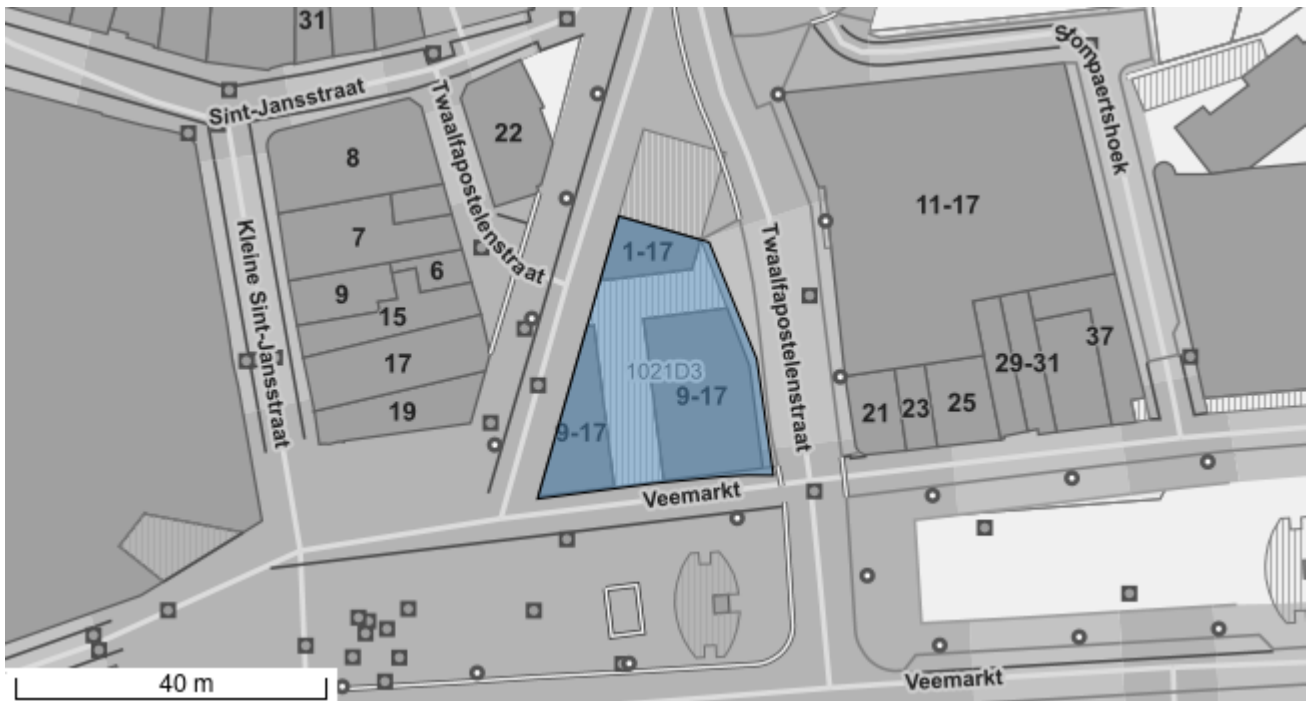 31
Sint-Jansstraat
Twaalfapostelenstraat
Stompaertshoek
22
8
11-17
Kleine Sint-Jansstraat
7
1-17
Twaalfapostelenstraat
6
9
15
29-31
37
17
1021D3
9-17
25
19
21
23
9-17
Veemarkt
40 m
Veemarkt